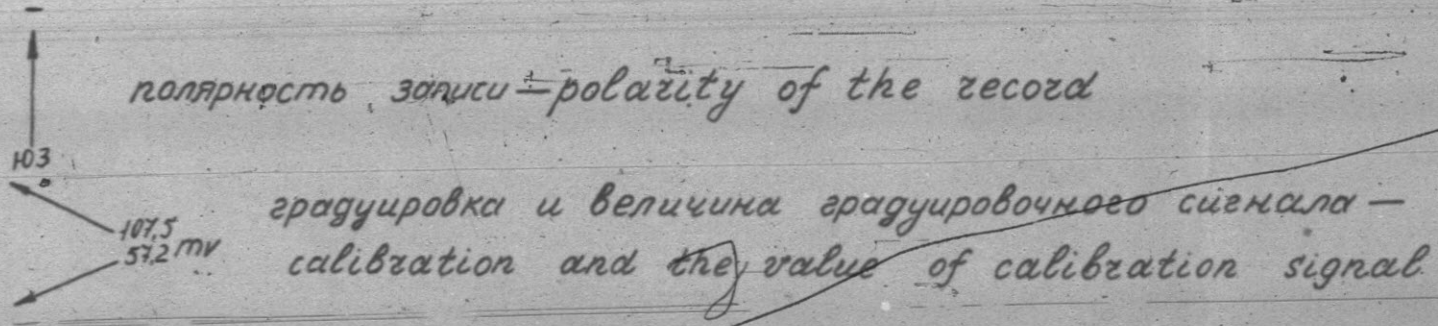 полярность записи — polarity of the record
ЮЗ
градуировка и величина градуировочного сигнала —
107,5
57,2 mv
calibration and the value of calibration signal